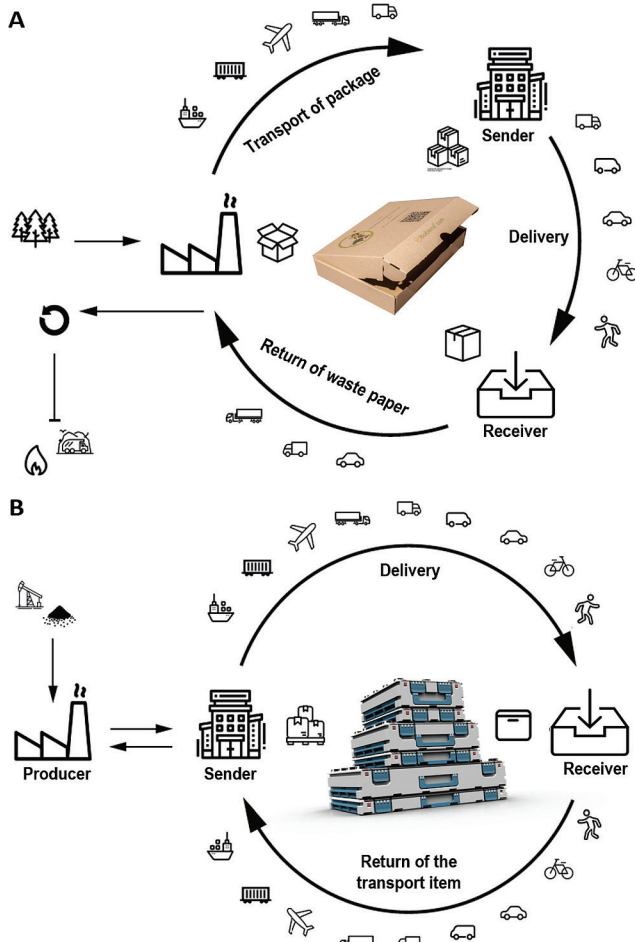 A
Transport of package
Sender
Delivery
Return of waste paper
Receiver
B
Delivery
Producer
Sender
Receiver
Return of the
transport item